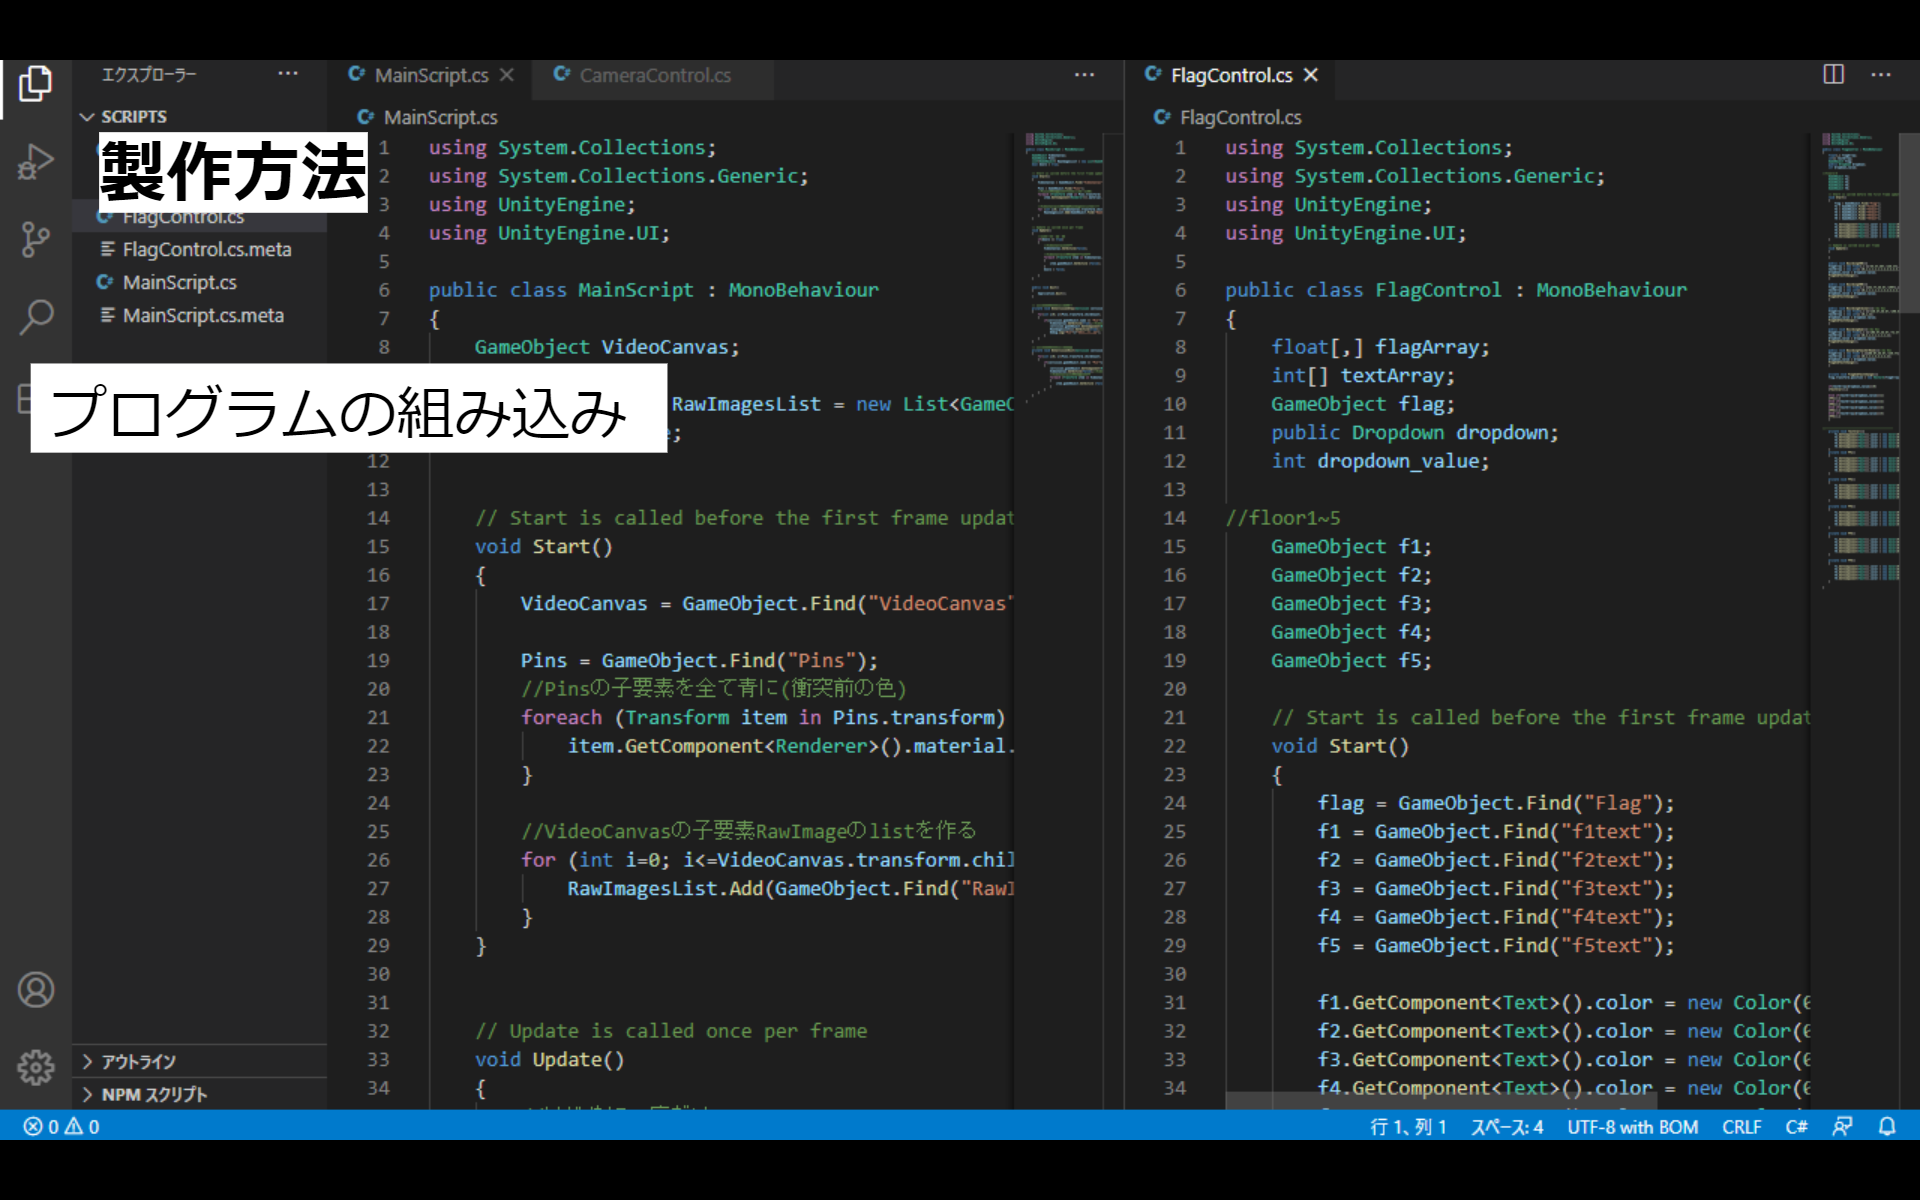 エクスプローラー ···
SCRIPTS
製作方法
FlagControl.cs
FlagControl.cs.meta
MainScript.cs
MainScript.cs.meta
プログラムの組み込み
アウトライン
NPM スクリプト
MainScript.cs
CameraControl.cs
···
MainScript.cs
1 using System.Collections;
2 using System.Collections.Generic;
3 using UnityEngine;
4 using UnityEngine.UI;
5
6 public class MainScript : MonoBehaviour
7 {
8 GameObject VideoCanvas;
RawImagesList = new List<GameC
;
12
13
14 // Start is called before the first frame updat
15 void Start()
16 {
17 VideoCanvas = GameObject.Find("VideoCanvas"
18
19 Pins = GameObject.Find("Pins");
20 //Pinsの子要素を全て青に(衝突前の色)
21 foreach (Transform item in Pins.transform)
22 item.GetComponent<Renderer>().material.
23 }
24
25 //VideoCanvasの子要素RawImageのlistを作る
26 for (int i=0; i<=VideoCanvas.transform.chil
27 RawImagesList.Add(GameObject.Find("RawI
28 }
29 }
30
31
32 // Update is called once per frame
33 void Update()
34 {
FlagControl.cs
···
FlagControl.cs
1 using System.Collections;
2 using System.Collections.Generic;
3 using UnityEngine;
4 using UnityEngine.UI;
5
6 public class FlagControl : MonoBehaviour
7 {
8 float[,] flagArray;
9 int[] textArray;
10 GameObject flag;
11 public Dropdown dropdown;
12 int dropdown_value;
13
14 //floor1~5
15 GameObject f1;
16 GameObject f2;
17 GameObject f3;
18 GameObject f4;
19 GameObject f5;
20
21 // Start is called before the first frame updat
22 void Start()
23 {
24 flag = GameObject.Find("Flag");
25 f1 = GameObject.Find("f1text");
26 f2 = GameObject.Find("f2text");
27 f3 = GameObject.Find("f3text");
28 f4 = GameObject.Find("f4text");
29 f5 = GameObject.Find("f5text");
30
31 f1.GetComponent<Text>().color = new Color(0
32 f2.GetComponent<Text>().color = new Color(0
33 f3.GetComponent<Text>().color = new Color(0
34 f4.GetComponent<Text>().color = new Color(0
0 0
行 1、列 1 スペース: 4 UTF-8 with BOM CRLF C#